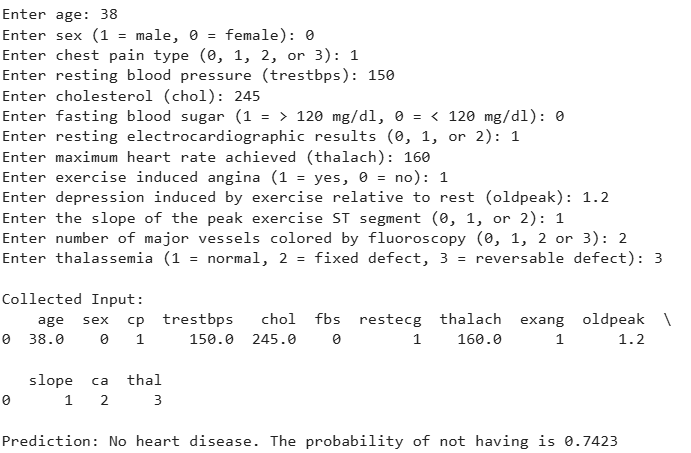 Enter age: 38
Enter sex (1 = male, 0 = female): 0
Enter chest pain type (0, 1, 2, or 3): 1
Enter resting blood pressure (trestbps): 150
Enter cholesterol (chol): 245
Enter fasting blood sugar (1 = > 120 mg/dl, 0 = < 120 mg/dl): 0
Enter resting electrocardiographic results (0, 1, or 2): 1
Enter maximum heart rate achieved (thalach): 160
Enter exercise induced angina (1 = yes, 0 = no): 1
Enter depression induced by exercise relative to rest (oldpeak): 1.2
Enter the slope of the peak exercise ST segment (0, 1, or 2): 1
Enter number of major vessels colored by fluoroscopy (0, 1, 2 or 3): 2
Enter thalassemia (1 = normal, 2 = fixed defect, 3 = reversable defect): 3
Collected Input:
age sex cp trestbps chol fbs restecg thalach exang oldpeak \
0 38.0 0 1 150.0 245.0 0 1 160.0 1 1.2
slope ca thal
0 1 2 3
Prediction: No heart disease. The probability of not having is 0.7423